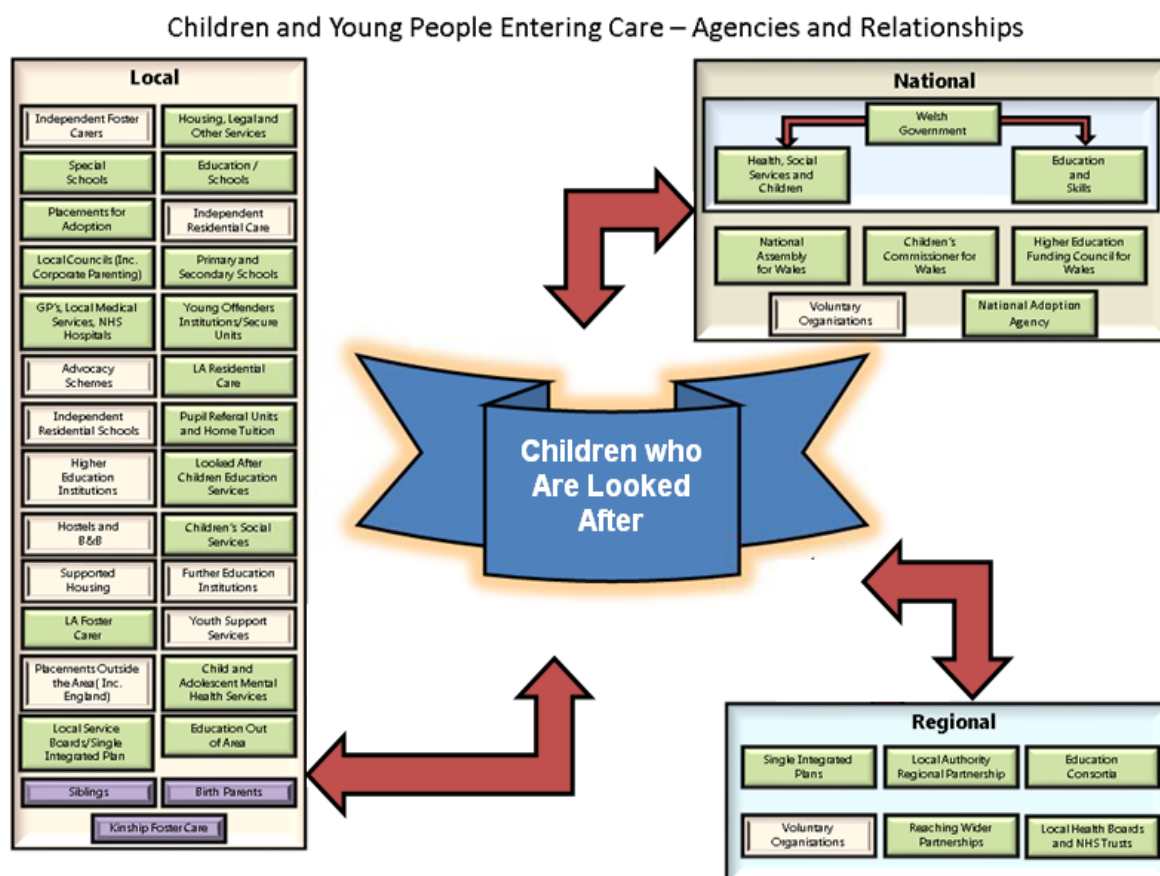 Children and Young People Entering Care – Agencies and Relationships
Local
Independent Foster
Carers
Housing, Legal and
Other Services
Special
Schools
Education /
Schools
Placements for
Adoption
Independent
Residential Care
Local Councils (Inc.
Corporate Parenting)
Primary and
Secondary Schools
GP's, Local Medical
Services, NHS
Hospitals
Young Offenders
Institutions/Secure
Units
Advocacy
Schemes
LA Residential
Care
Independent
Residential Schools
Pupil Referral Units
and Home Tuition
Higher
Education
Institutions
Looked After
Children Education
Services
Hostels and
B&B
Children's Social
Services
Supported
Housing
Further Education
Institutions
LA Foster
Carer
Youth Support
Services
Placements Outside
the Area( Inc.
England)
Child and
Adolescent Mental
Health Services
Local Service
Boards/Single
Integrated Plan
Education Out
of Area
Siblings
Birth Parents
Kinship Foster Care
National
Welsh
Government
Health, Social
Services and
Children
Education
and
Skills
National
Assembly
for Wales
Children's
Commissioner for
Wales
Higher Education
Funding Council for
Wales
Voluntary
Organisations
National Adoption
Agency
Children who
Are Looked
After
Regional
Single Integrated
Plans
Local Authority
Regional Partnership
Education
Consortia
Voluntary
Organisations
Reaching Wider
Partnerships
Local Health Boards
and NHS Trusts